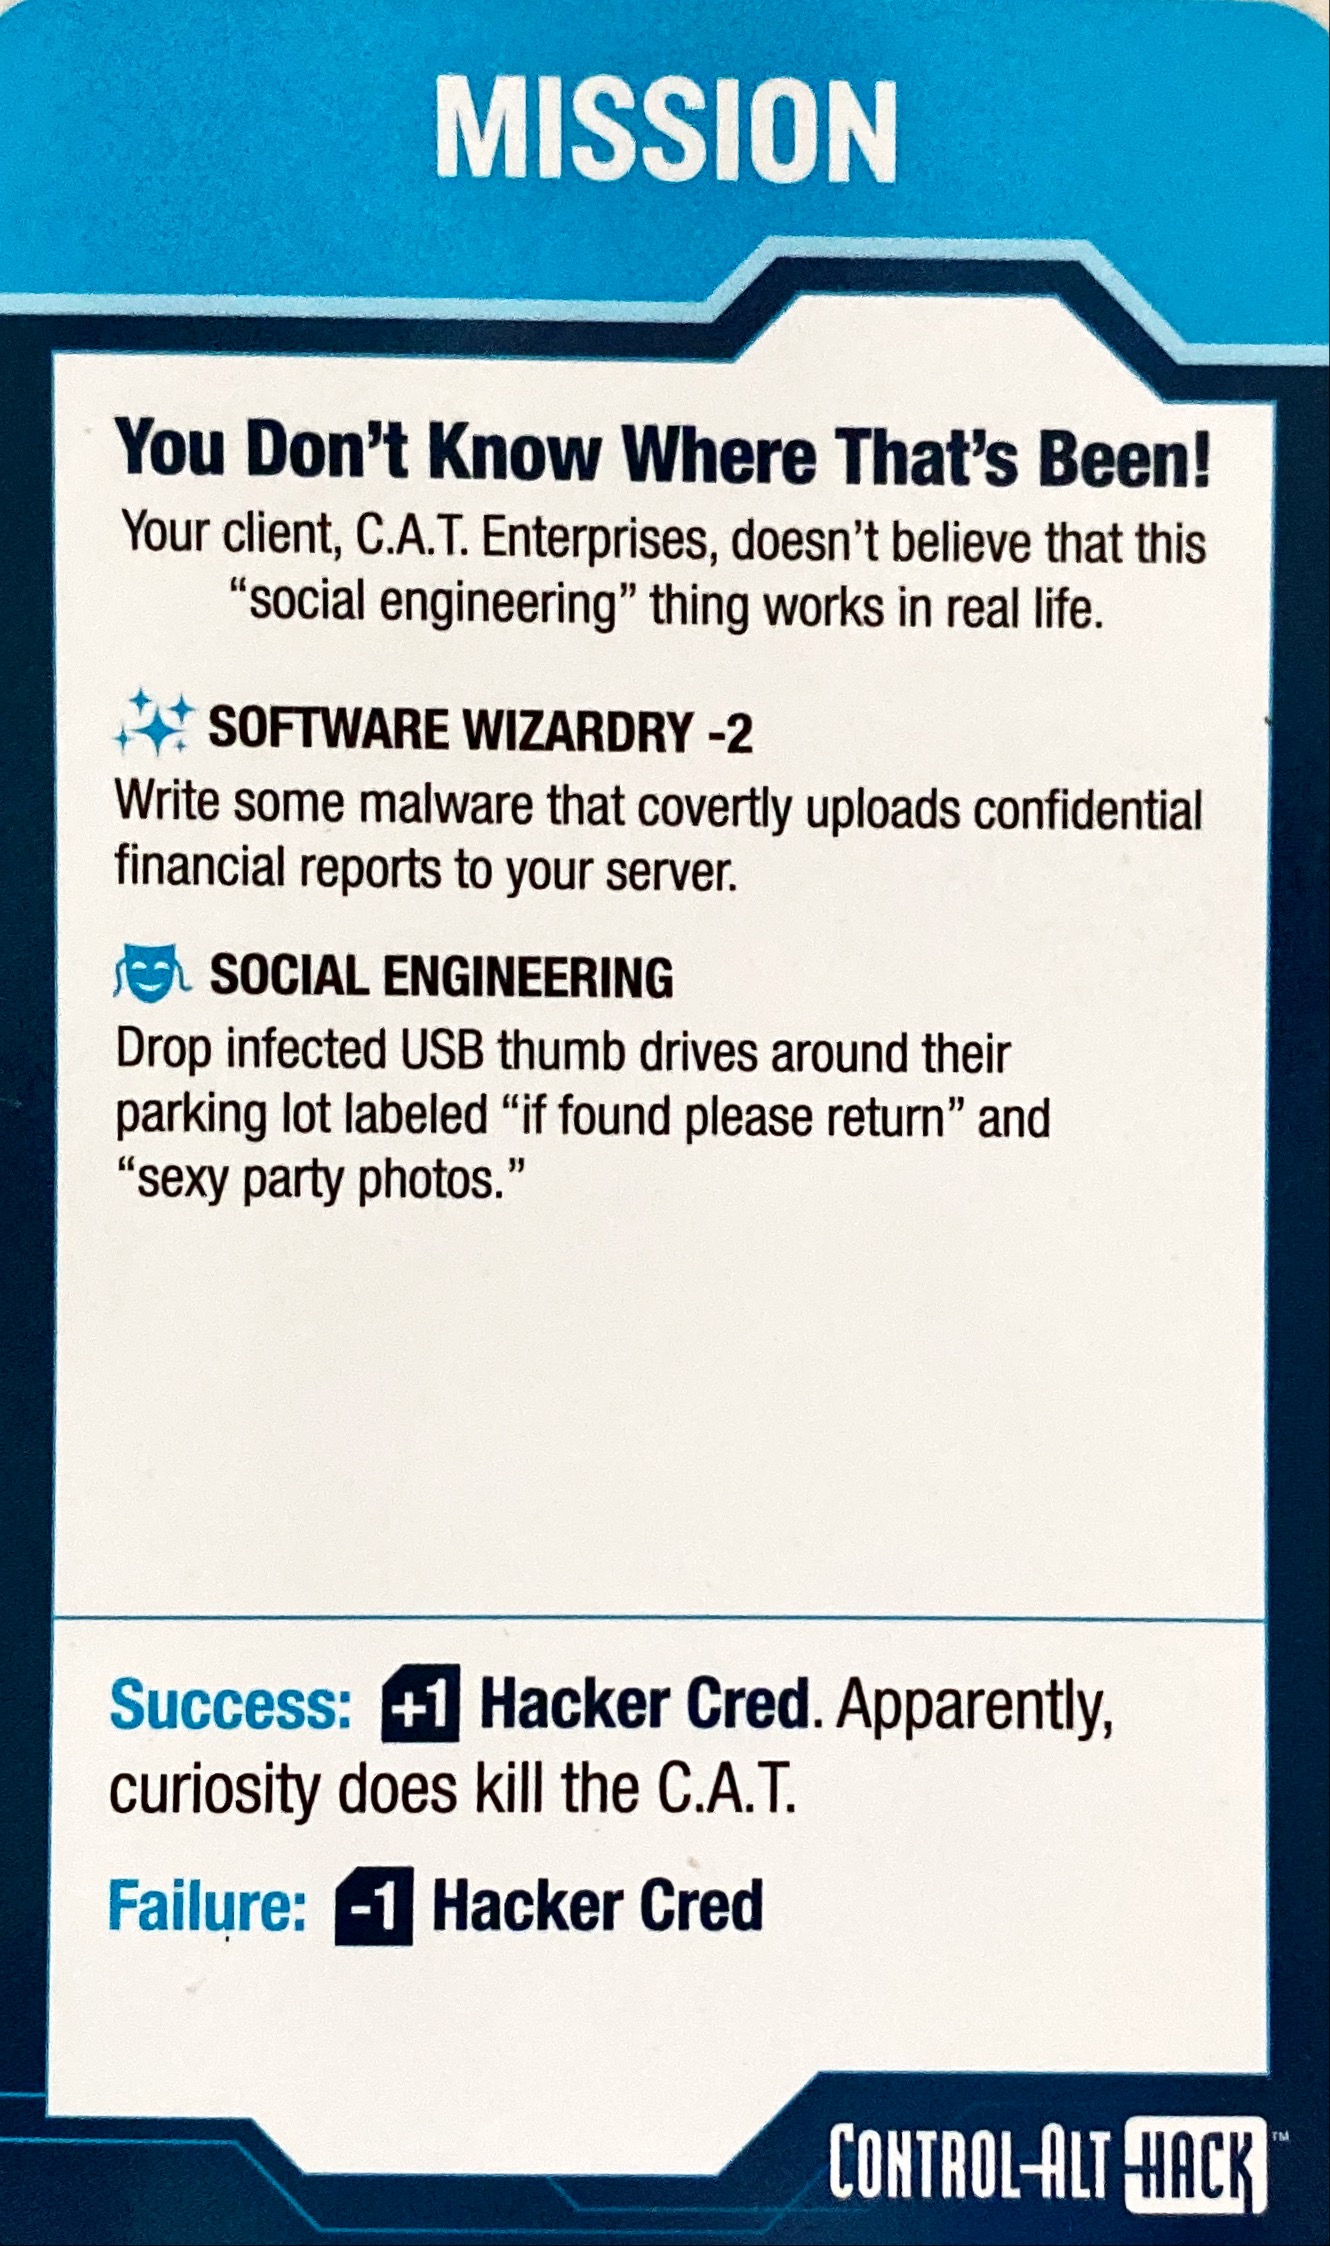 MISSION
You Don’t Know Where That’s Been!
Your client, C.A.T. Enterprises, doesn’t believe that this
“social engineering” thing works in real life.
SOFTWARE WIZARDRY -2
Write some malware that covertly uploads confidential
financial reports to your server.
SOCIAL ENGINEERING
Drop infected USB thumb drives around their
parking lot labeled “if found please return” and
“sexy party photos.”
Success: +1 Hacker Cred. Apparently,
curiosity does kill the C.A.T.
Failure: -1 Hacker Cred
CONTROL-ALT-HACK™